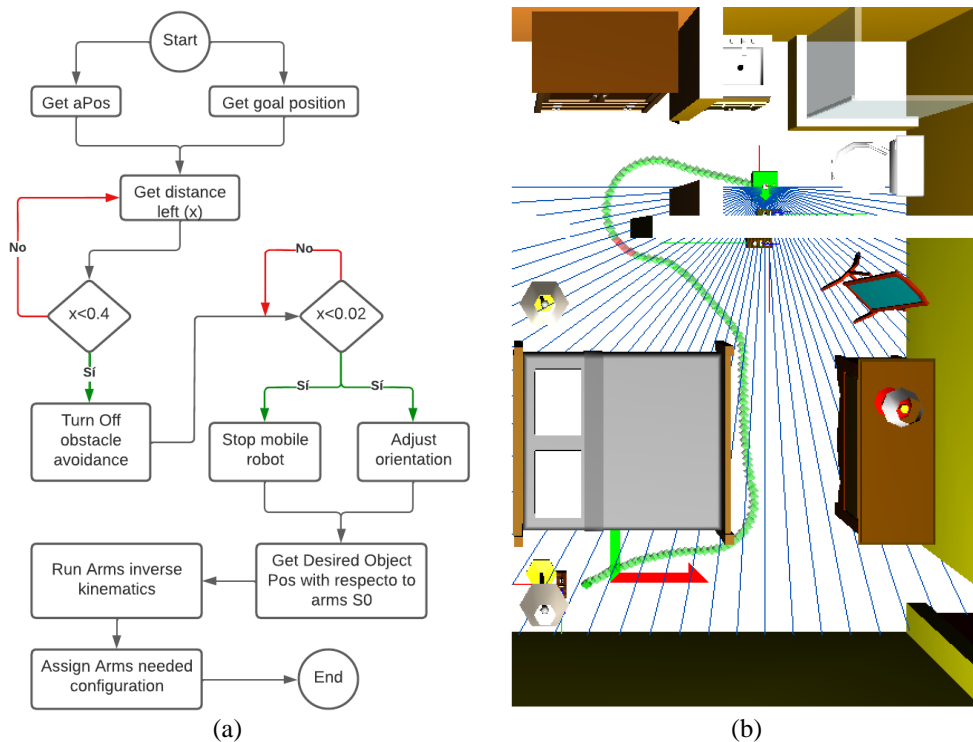 Start
Get aPos
Get goal position
Get distance
left (x)
No
No
x<0.4
x<0.02
Sí
Sí
Sí
Turn Off
obstacle
avoidance
Stop mobile
robot
Adjust
orientation
Run Arms inverse
kinematics
Get Desired Object
Pos with respecto to
arms S0
Assign Arms needed
configuration
End
(a)
(b)